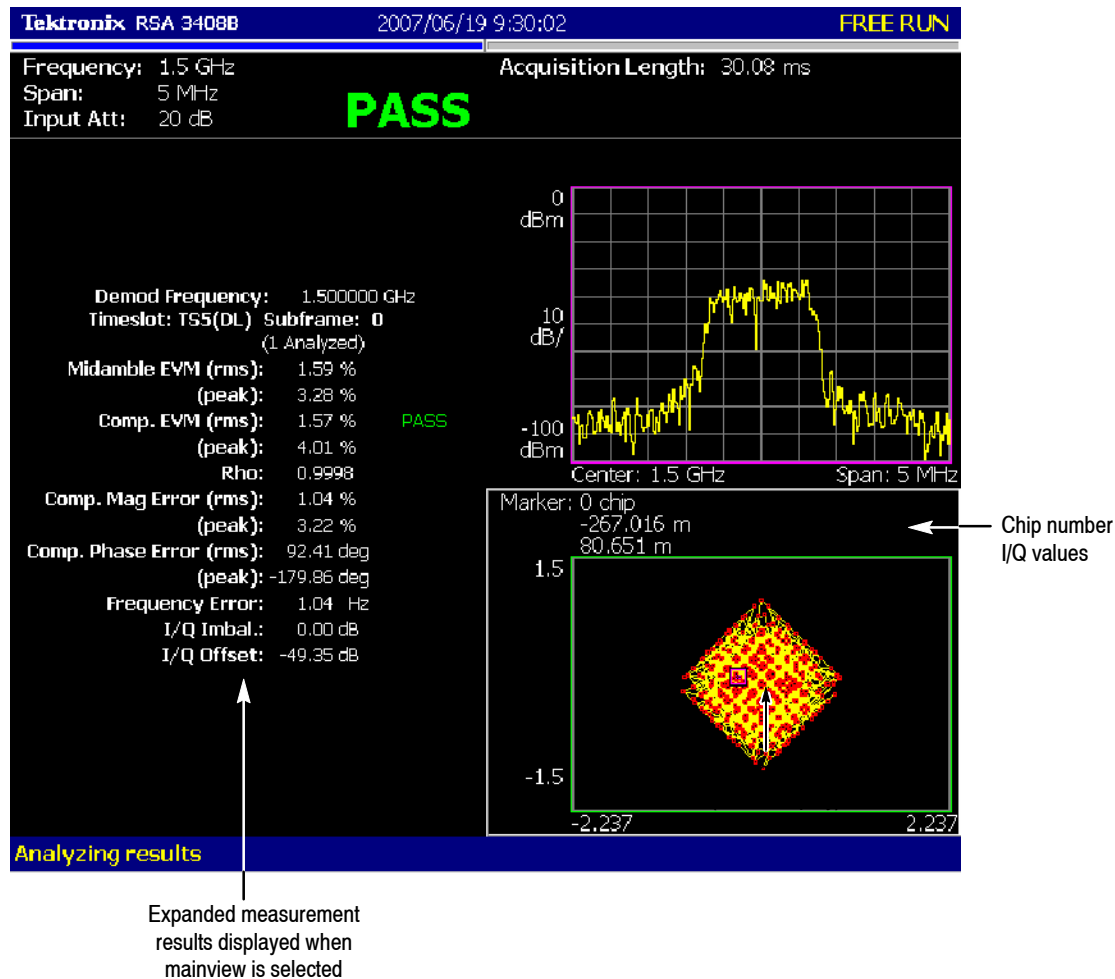 Tektronix RSA 3408B 2007/06/19 9:30:02 FREE RUN
Frequency: 1.5 GHz Acquisition Length: 30.08 ms
Span: 5 MHz
Input Att: 20 dB
PASS
0
dBm
10
dB/
-100
dBm
Center: 1.5 GHz Span: 5 MHz
Demod Frequency: 1.500000 GHz
Timeslot: TS5(DL) Subframe: 0
(1 Analyzed)
Midamble EVM (rms): 1.59 %
(peak): 3.28 %
Comp. EVM (rms): 1.57 % PASS
(peak): 4.01 %
Rho: 0.9998
Comp. Mag Error (rms): 1.04 %
(peak): 3.22 %
Comp. Phase Error (rms): 92.41 deg
(peak): -179.86 deg
Frequency Error: 1.04 Hz
I/Q Imbal.: 0.00 dB
I/Q Offset: -49.35 dB
Marker: 0 chip
-267.016 m
80.651 m
1.5
-1.5
-2.237 2.237
Chip number
I/Q values
Analyzing results
Expanded measurement
results displayed when
mainview is selected